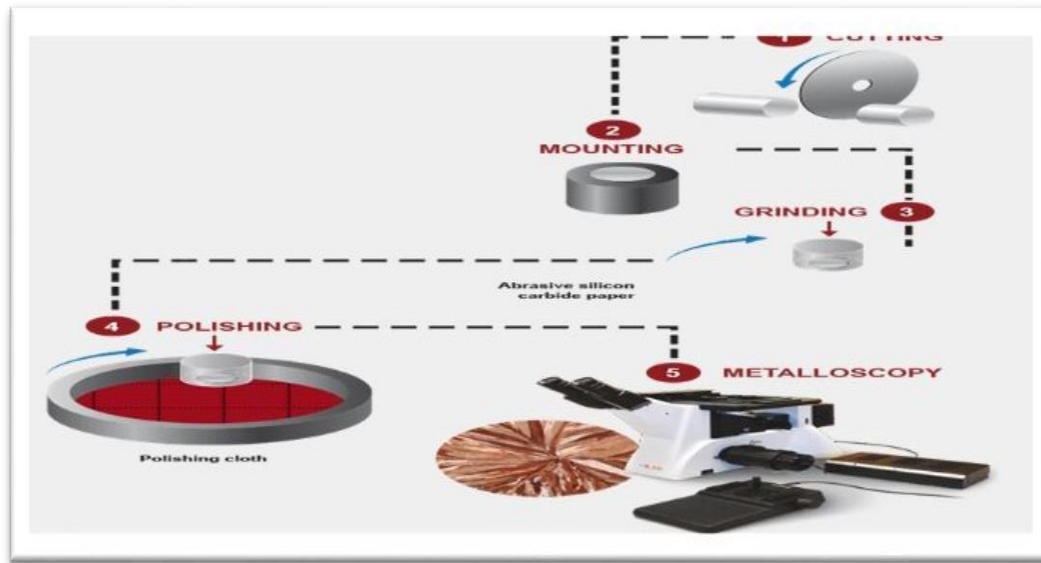 1 CUTTING
2
MOUNTING
GRINDING 3
Abrasive silicon
carbide paper
4 POLISHING
5 METALLOSCOPY
Polishing cloth